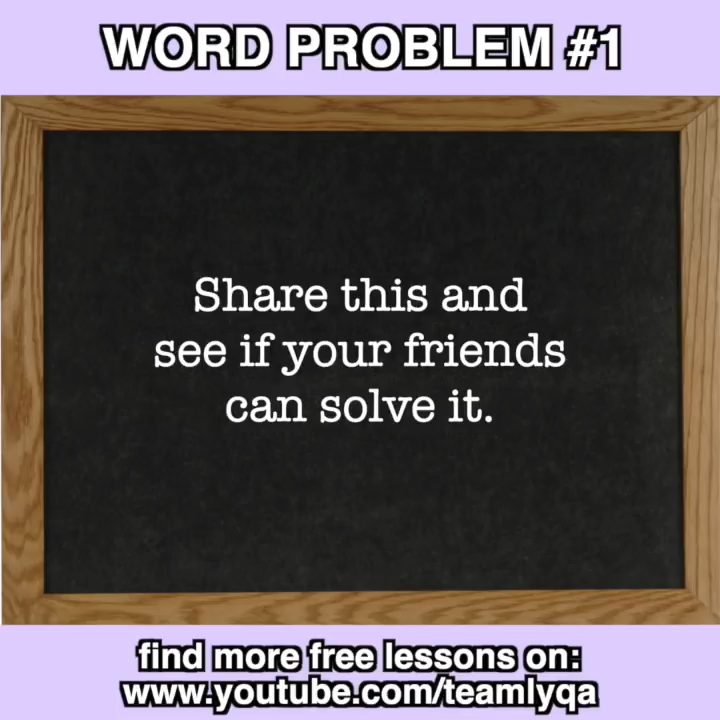 WORD PROBLEM #1
Share this and
see if your friends
can solve it.
find more free lessons on:
www.youtube.com/teamlyqa